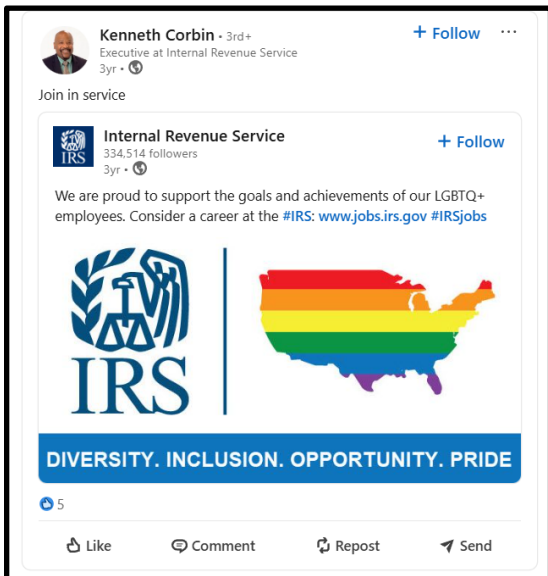 Kenneth Corbin • 3rd+
+ Follow ...
Executive at Internal Revenue Service
3yr •
Join in service
IRS
Internal Revenue Service
+ Follow
334,514 followers
3yr •
We are proud to support the goals and achievements of our LGBTQ+
employees. Consider a career at the #IRS: www.jobs.irs.gov #IRSjobs
IRS
DIVERSITY. INCLUSION. OPPORTUNITY. PRIDE
5
Like Comment Repost Send